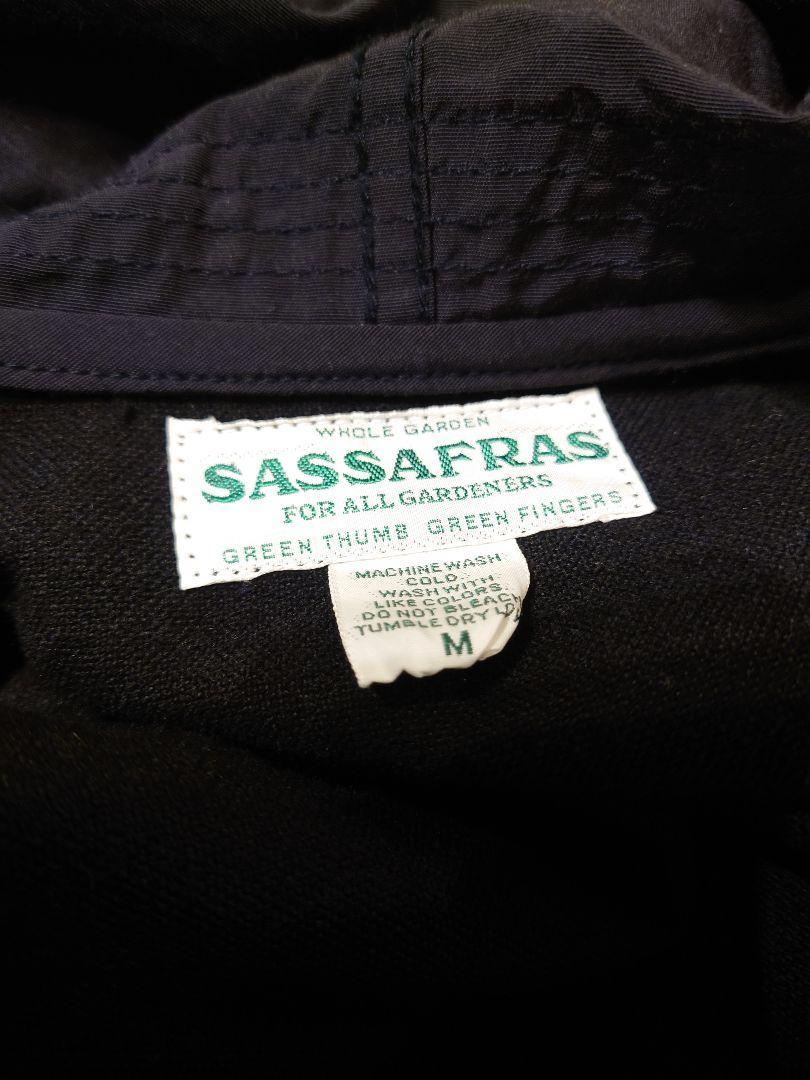 WHOLE GARDEN
SASSAFRAS
FOR ALL GARDENERS
GREEN THUMB GREEN FINGERS
MACHINE WASH
COLD
WASH WITH
LIKE COLORS
DO NOT BLEACH
TUMBLE DRY
M